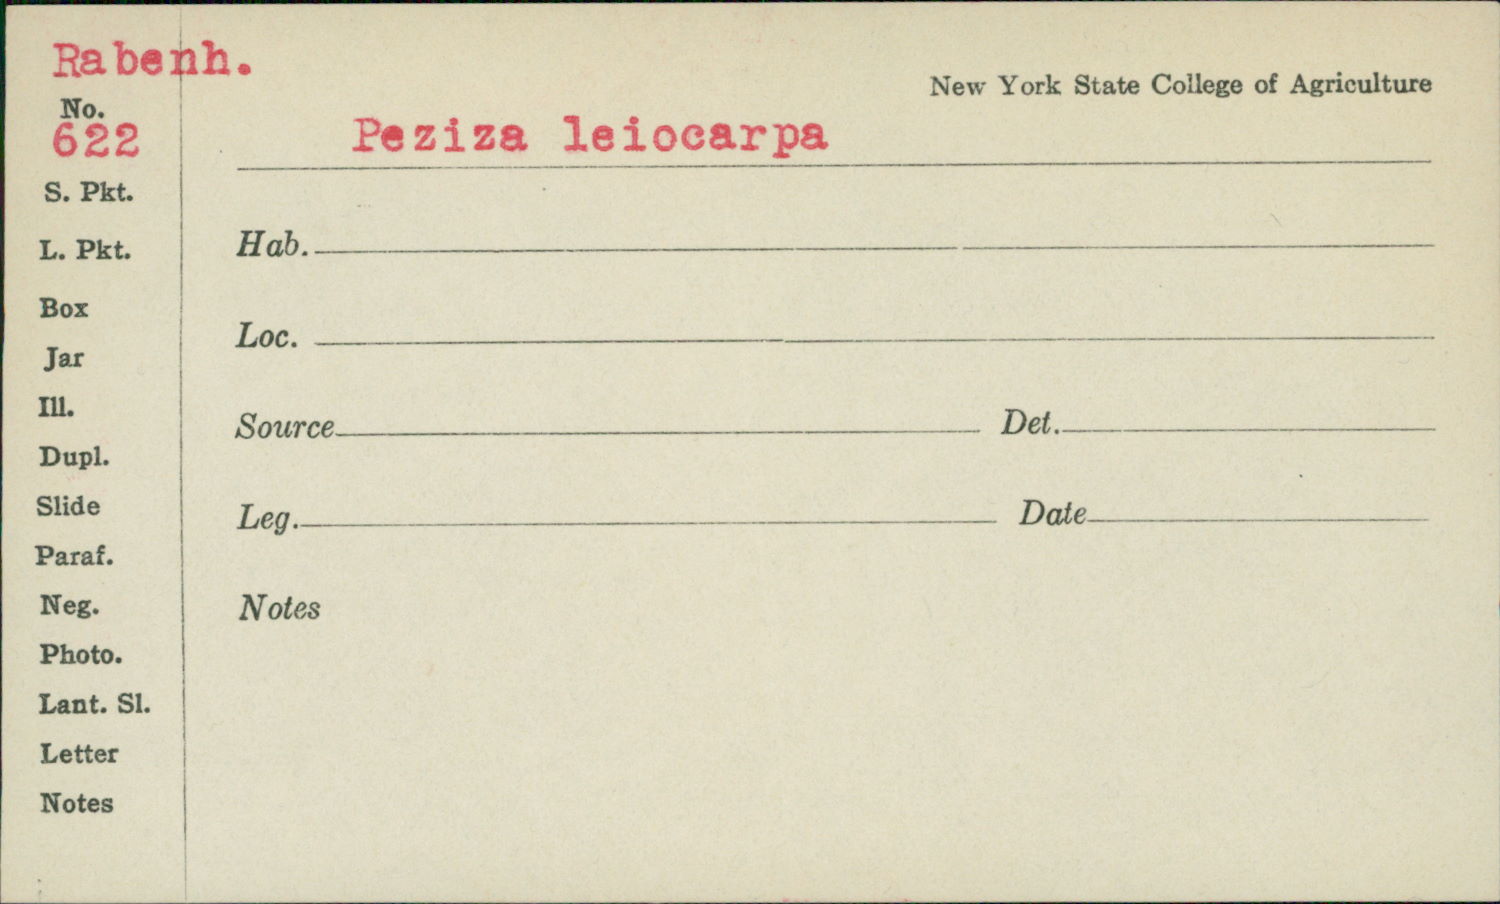 Rabenh.
New York State College of Agriculture
No.
622
Peziza leiocarpa
S. Pkt.
L. Pkt.
Box
Jar
Ill.
Dupl.
Slide
Paraf.
Neg.
Photo.
Lant. Sl.
Letter
Notes
Hab.
Loc.
Source Det.
Leg. Date
Notes